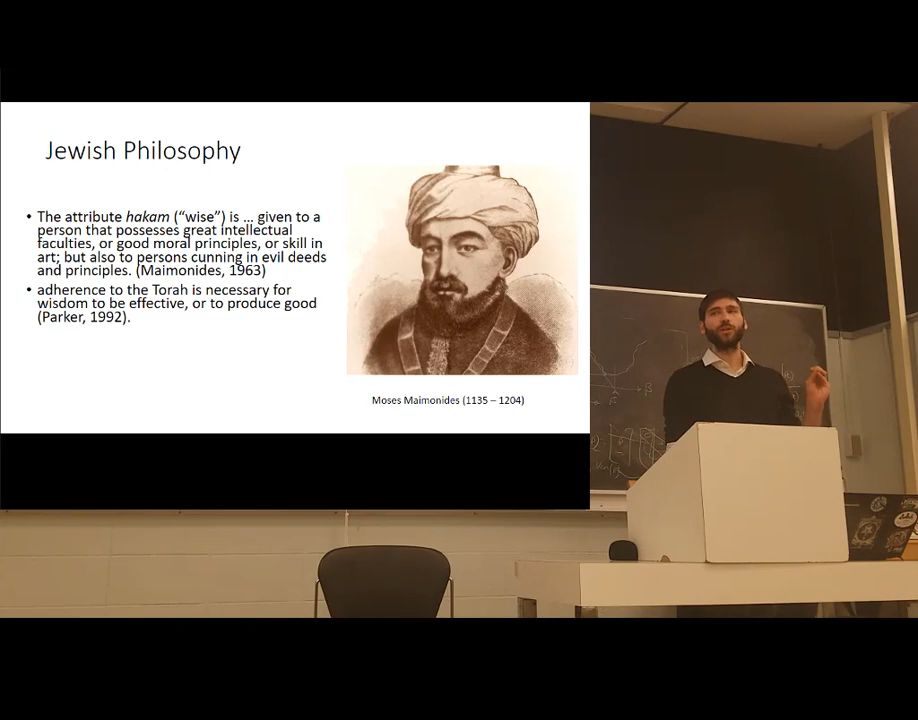 Jewish Philosophy
• The attribute hakam (“wise”) is ... given to a
person that possesses great intellectual
faculties, or good moral principles, or skill in
art; but also to persons cunning in evil deeds
and principles. (Maimonides, 1963)
• adherence to the Torah is necessary for
wisdom to be effective, or to produce good
(Parker, 1992).
Moses Maimonides (1135 – 1204)